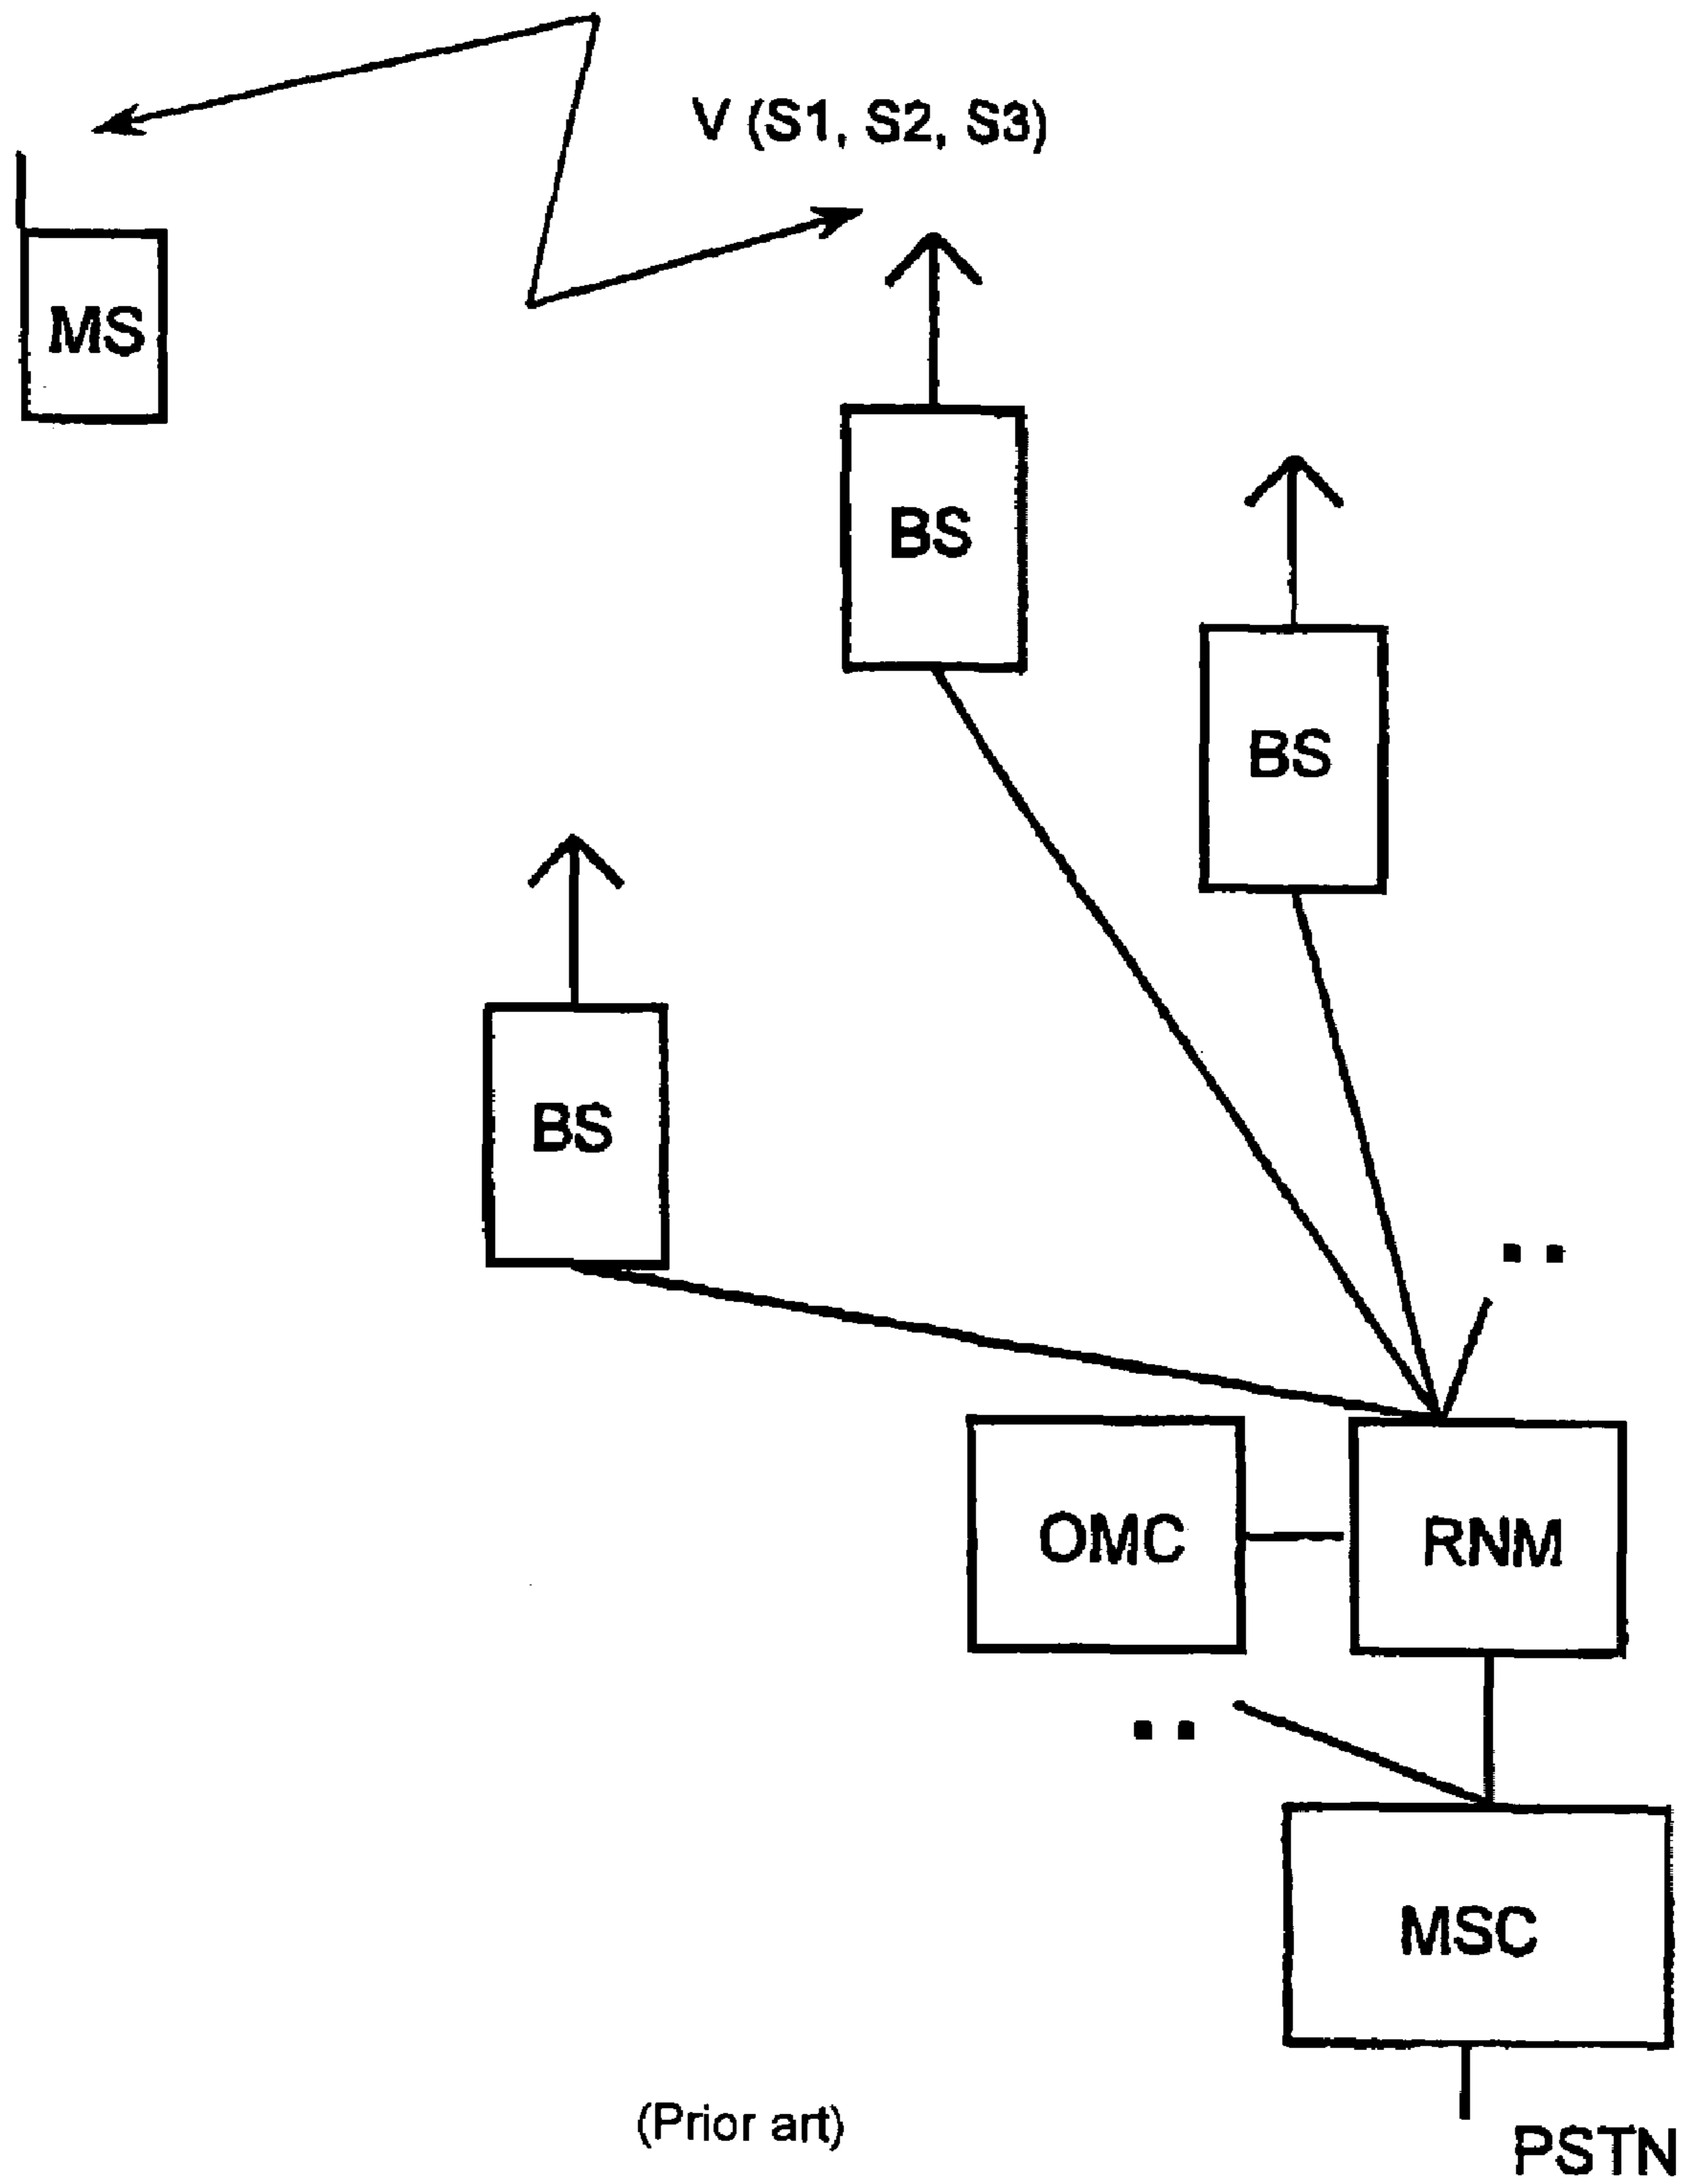 V (S1, S2, S3)
MS
BS
BS
BS
OMC
RNM
MSC
(Prior art)
PSTN